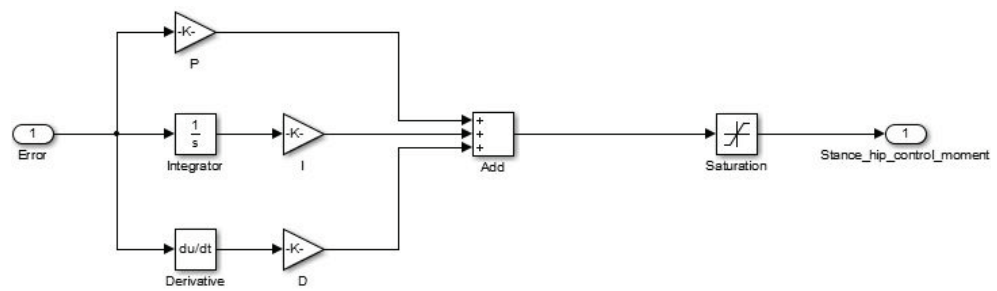 -K-
P
1
Error
1
s
Integrator
-K-
I
+
+
+
Add
Saturation
1
Stance_hip_control_moment
du/dt
Derivative
-K-
D